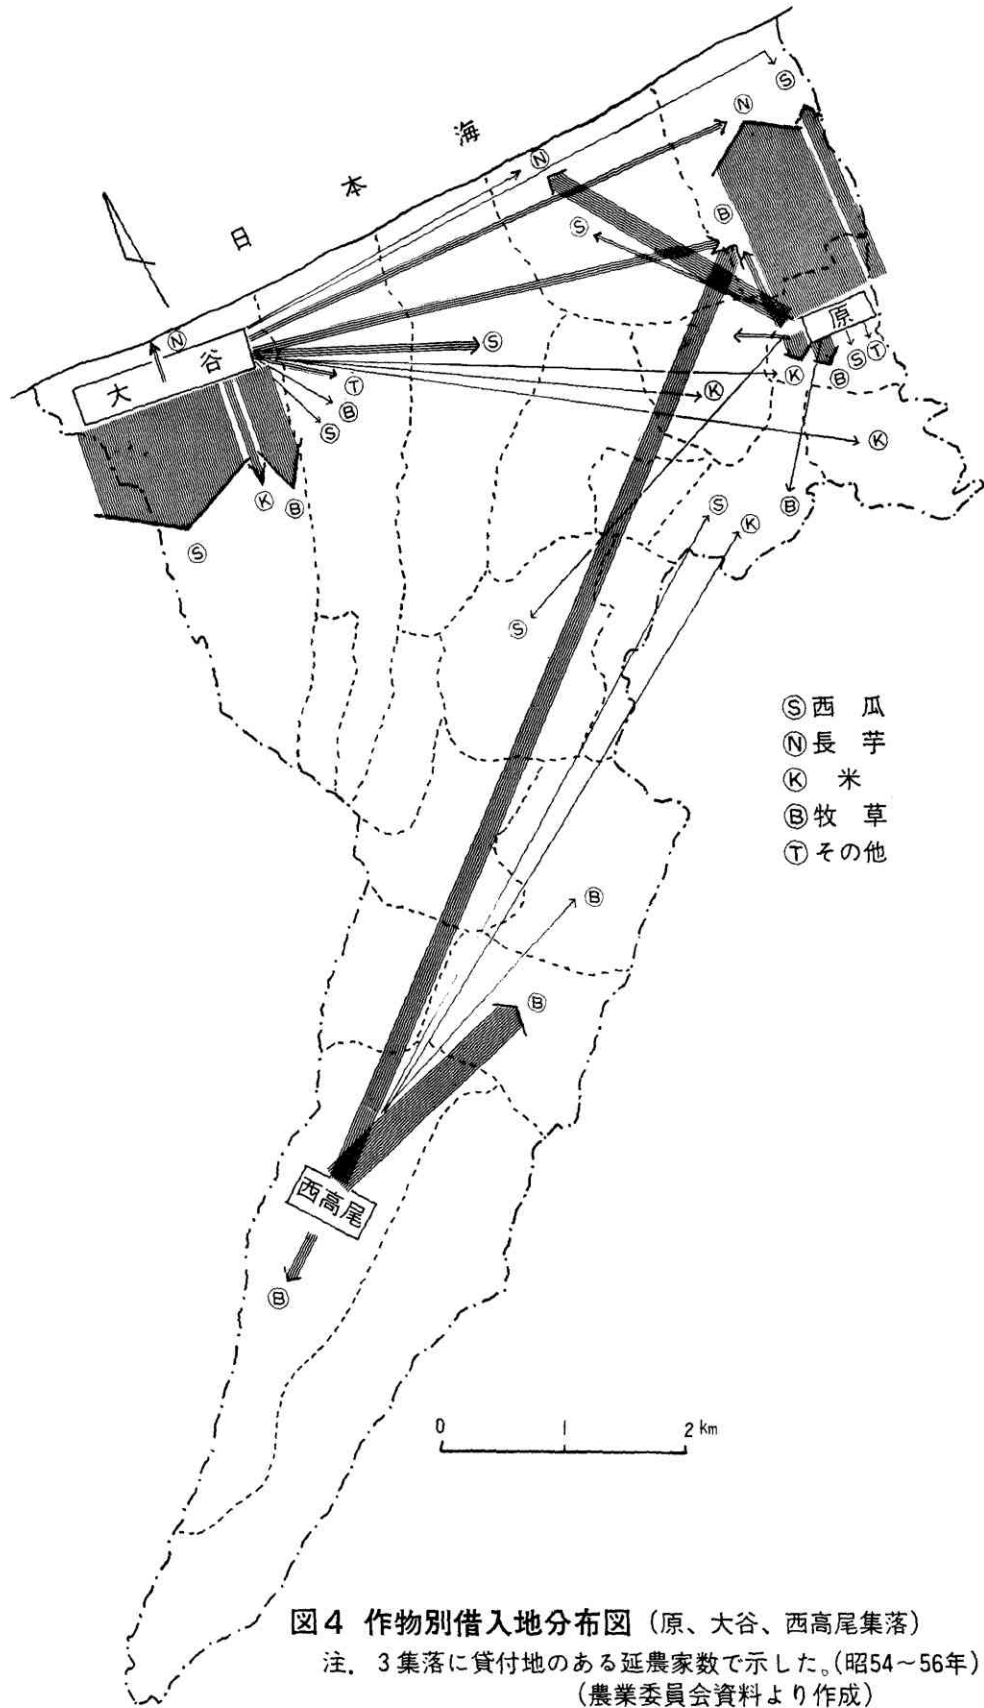 日本海
Ⓢ
Ⓝ
Ⓝ
Ⓑ
Ⓢ
原
Ⓝ
大谷
Ⓢ
Ⓚ
Ⓑ
Ⓢ
Ⓣ
Ⓣ
Ⓚ
Ⓑ
Ⓢ
Ⓚ
Ⓚ
Ⓑ
Ⓢ
Ⓚ
Ⓑ
Ⓢ
Ⓚ
Ⓑ
Ⓢ
Ⓢ
Ⓢ西瓜
Ⓝ長芋
Ⓚ米
Ⓑ牧草
Ⓣその他
Ⓑ
Ⓑ
西高尾
Ⓑ
0 1 2 km
図4 作物別借入地分布図(原、大谷、西高尾集落)
注. 3集落に貸付地のある延農家数で示した。(昭54~56年)
(農業委員会資料より作成)